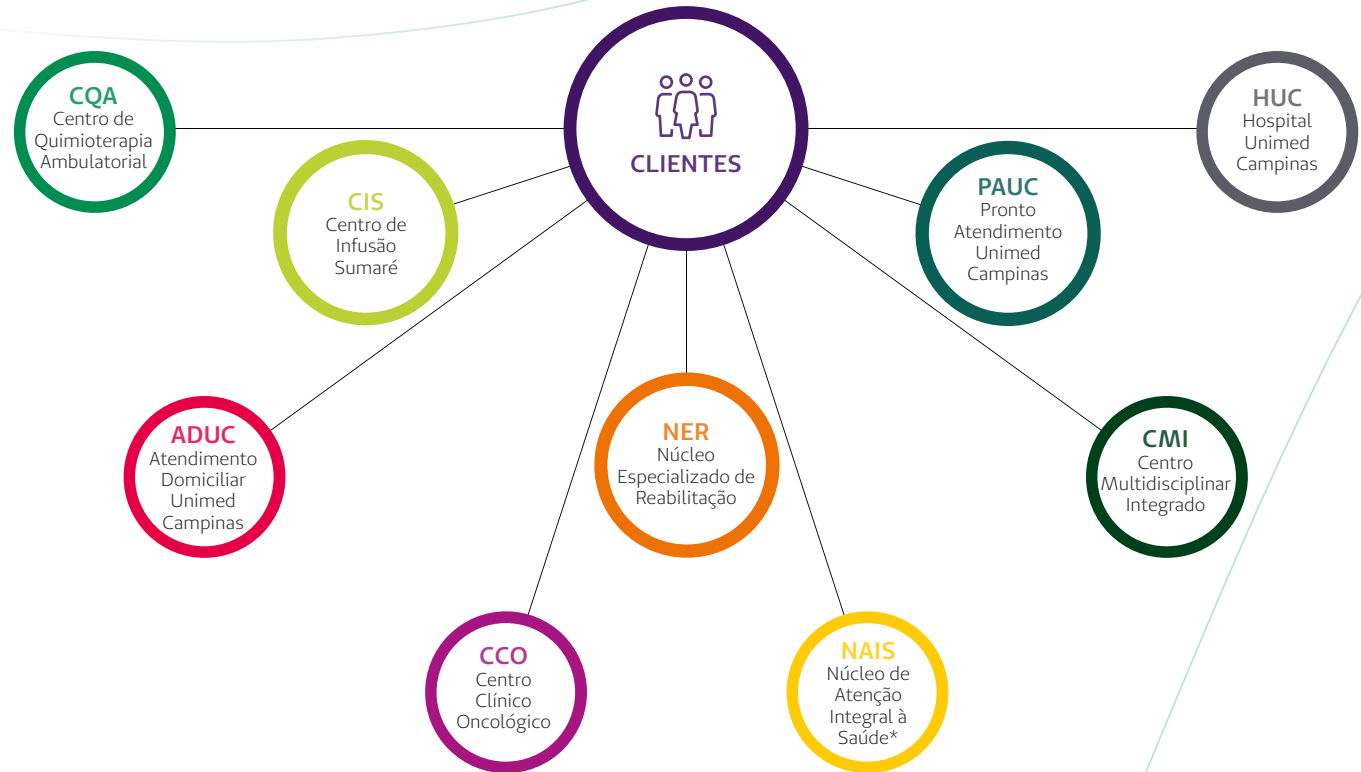 CLIENTES
CQA
Centro de
Quimioterapia
Ambulatorial
HUC
Hospital
Unimed
Campinas
CIS
Centro de
Infusão
Sumaré
PAUC
Pronto
Atendimento
Unimed
Campinas
ADUC
Atendimento
Domiciliar
Unimed
Campinas
NER
Núcleo
Especializado de
Reabilitação
CMI
Centro
Multidisciplinar
Integrado
CCO
Centro
Clínico
Oncológico
NAIS
Núcleo de
Atenção
Integral à
Saúde*